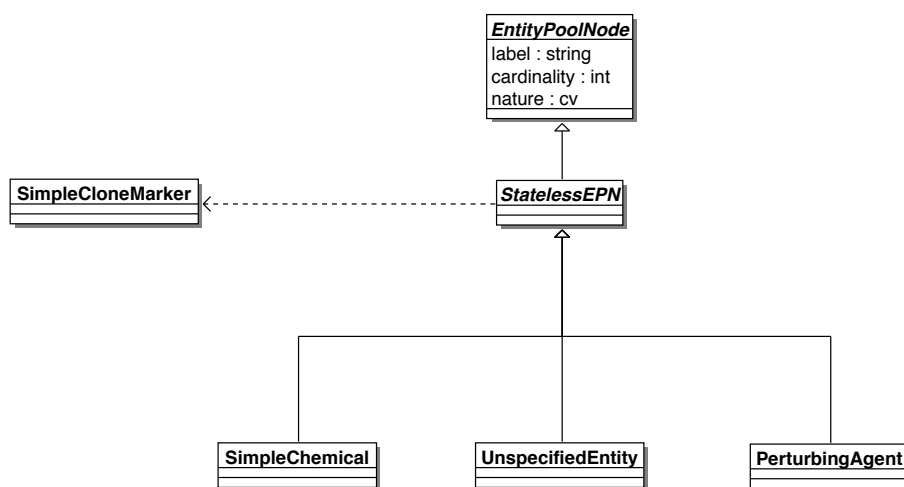 EntityPoolNode
label : string
cardinality : int
nature : cv
SimpleCloneMarker
StatelessEPN
SimpleChemical
UnspecifiedEntity
PerturbingAgent